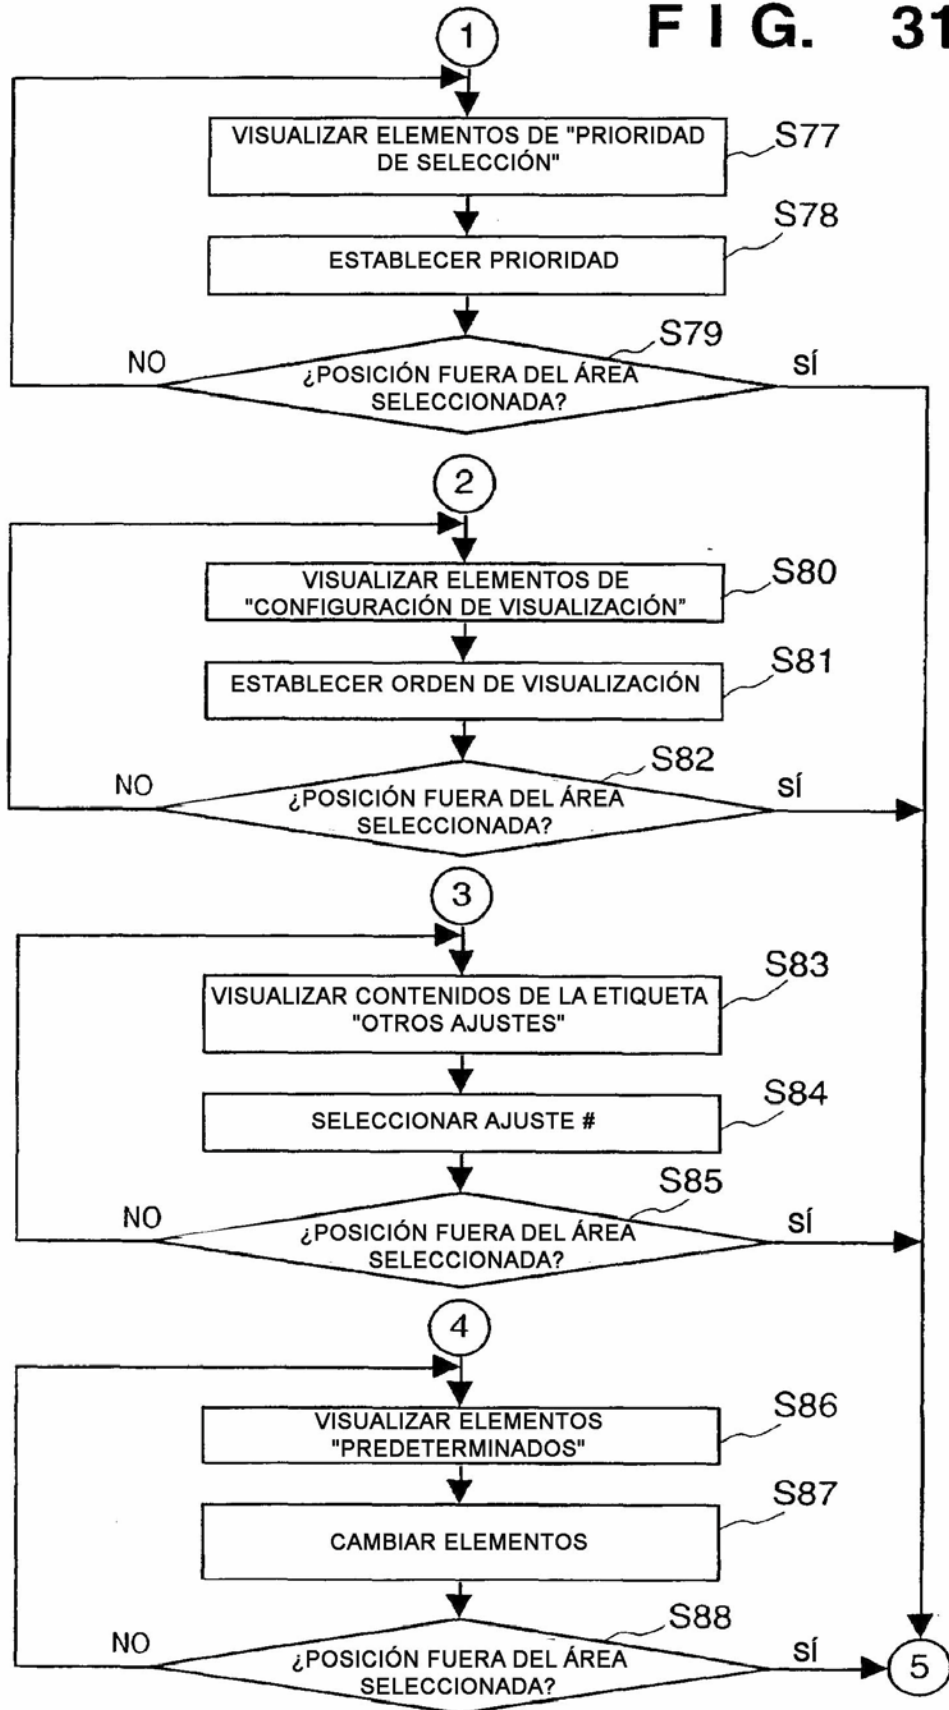 FIG. 31
1
VISUALIZAR ELEMENTOS DE "PRIORIDAD
DE SELECCIÓN"
S77
ESTABLECER PRIORIDAD
S78
¿POSICIÓN FUERA DEL ÁREA
SELECCIONADA?
S79
NO
SÍ
2
VISUALIZAR ELEMENTOS DE
"CONFIGURACIÓN DE VISUALIZACIÓN"
S80
ESTABLECER ORDEN DE VISUALIZACIÓN
S81
¿POSICIÓN FUERA DEL ÁREA
SELECCIONADA?
S82
NO
SÍ
3
VISUALIZAR CONTENIDOS DE LA ETIQUETA
"OTROS AJUSTES"
S83
SELECCIONAR AJUSTE #
S84
¿POSICIÓN FUERA DEL ÁREA
SELECCIONADA?
S85
NO
SÍ
4
VISUALIZAR ELEMENTOS
"PREDETERMINADOS"
S86
CAMBIAR ELEMENTOS
S87
¿POSICIÓN FUERA DEL ÁREA
SELECCIONADA?
S88
NO
SÍ
5